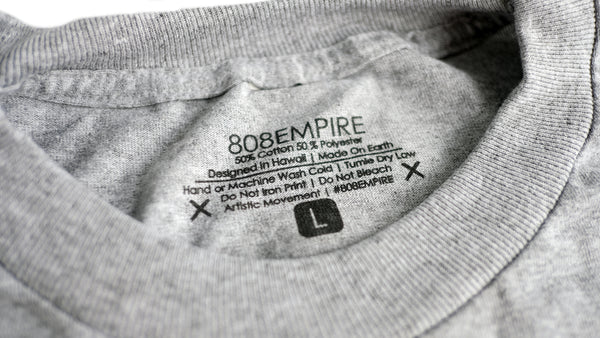 808EMPIRE
50% Cotton 50 % Polyester
Designed In Hawaii | Made On Earth
Hand or Machine Wash Cold | Tumle Dry Low
Do Not Iron Print | Do Not Bleach
Artistic Movement | #808EMPIRE
X X
L